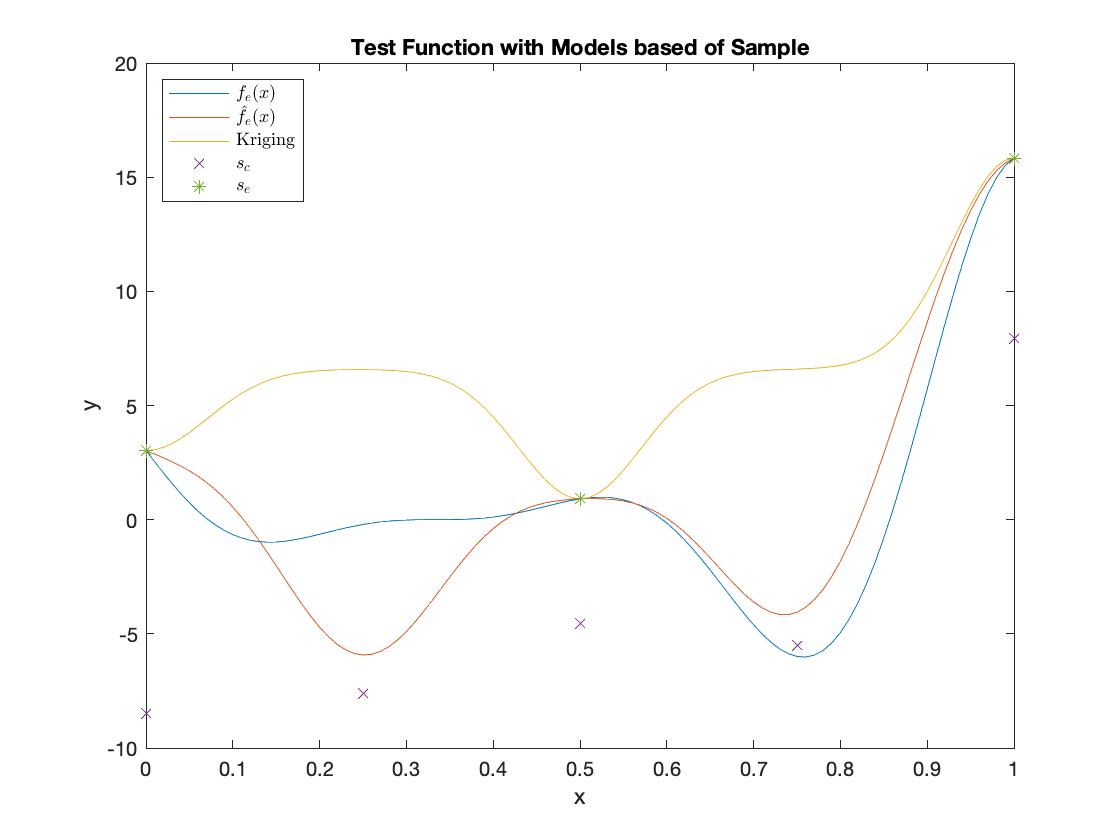 Test Function with Models based of Sample
20
15
10
5
0
-5
-10
y
f_e(x)
f̂_e(x)
Kriging
s_c
s_e
0 0.1 0.2 0.3 0.4 0.5 0.6 0.7 0.8 0.9 1
x